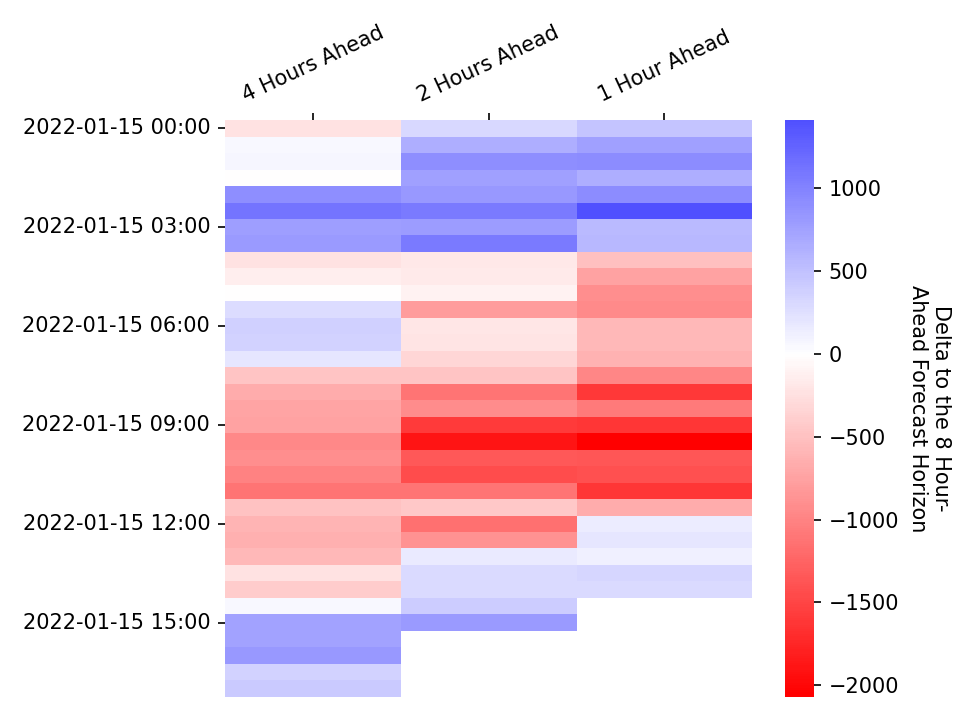 4 Hours Ahead
2 Hours Ahead
1 Hour Ahead
2022-01-15 00:00
2022-01-15 03:00
2022-01-15 06:00
2022-01-15 09:00
2022-01-15 12:00
2022-01-15 15:00
1000
500
0
−500
−1000
−1500
−2000
Delta to the 8 Hour-
Ahead Forecast Horizon